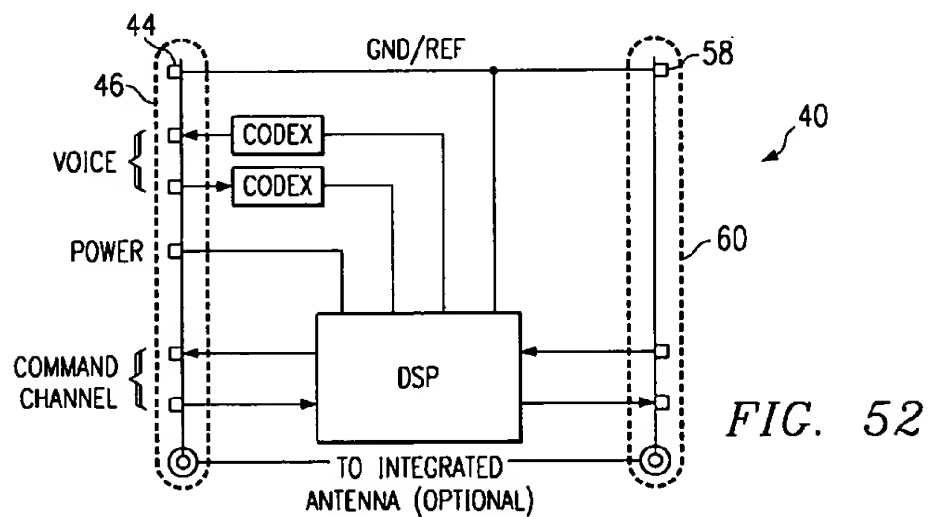 44
GND/REF
58
46
CODEX
40
VOICE
CODEX
POWER
60
COMMAND
CHANNEL
DSP
FIG. 52
TO INTEGRATED
ANTENNA (OPTIONAL)